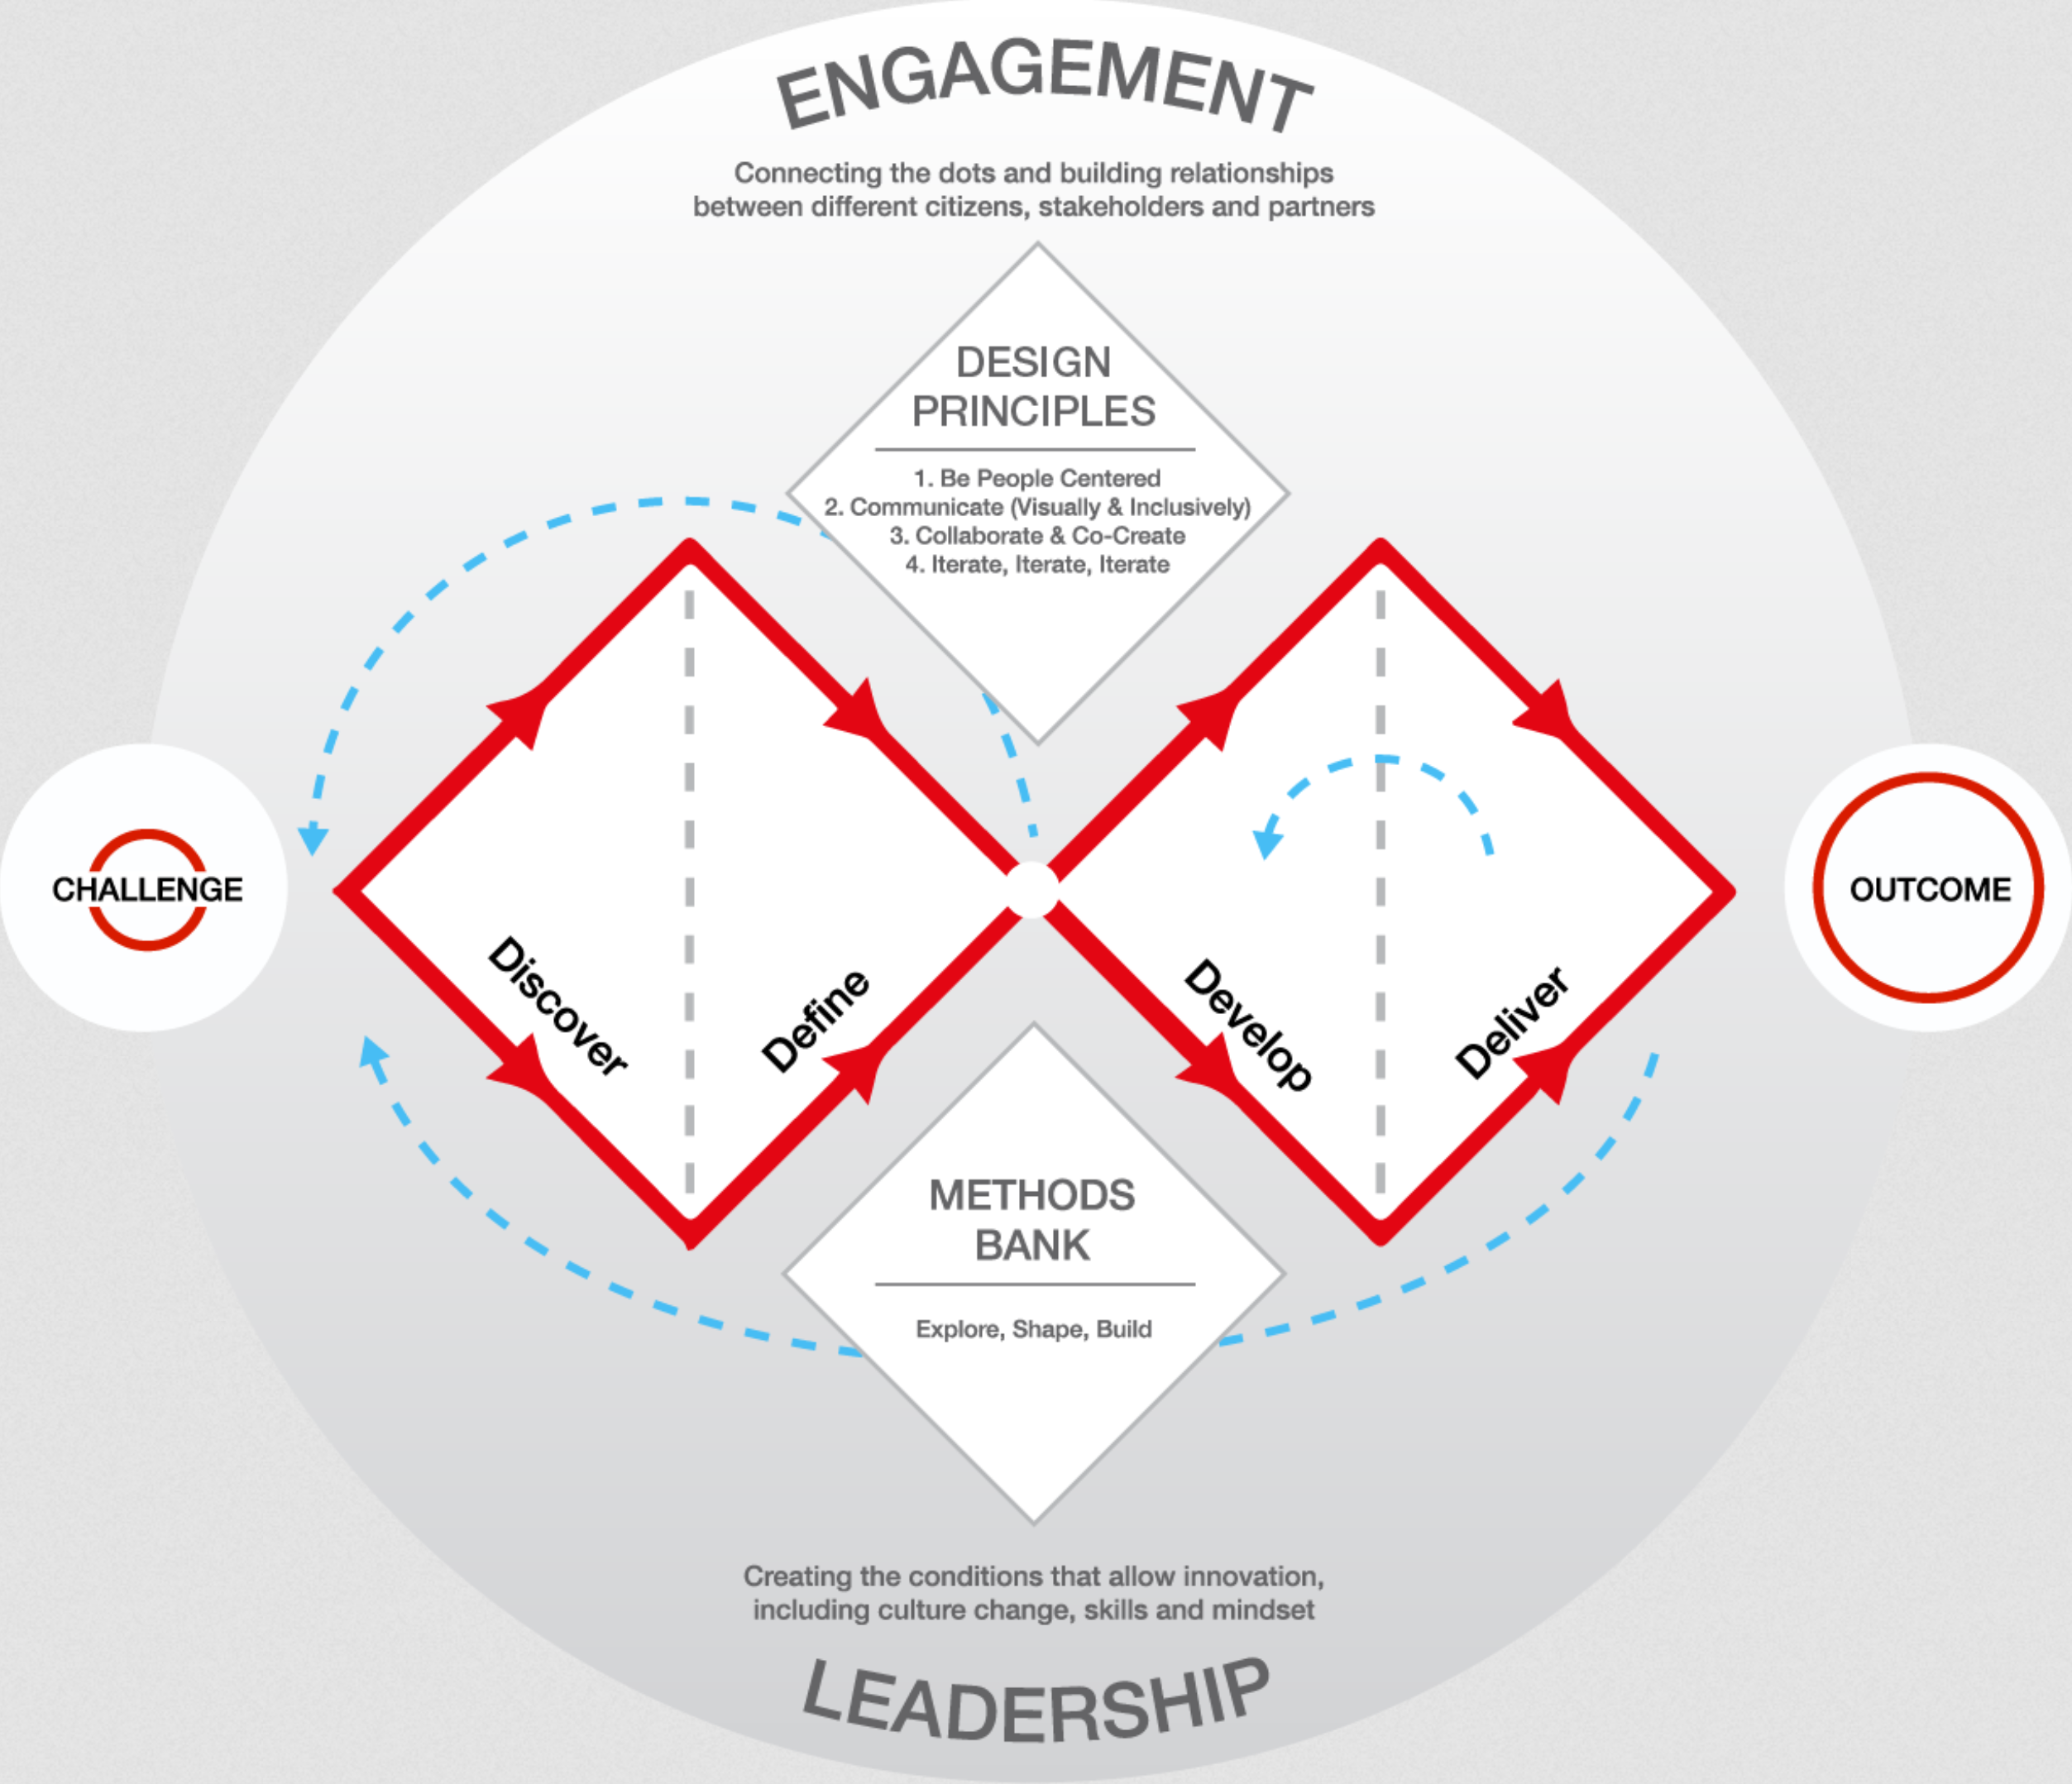 ENGAGEMENT
Connecting the dots and building relationships
between different citizens, stakeholders and partners
DESIGN
PRINCIPLES
1. Be People Centered
2. Communicate (Visually & Inclusively)
3. Collaborate & Co-Create
4. Iterate, Iterate, Iterate
CHALLENGE
Discover
Define
Develop
Deliver
OUTCOME
METHODS
BANK
Explore, Shape, Build
Creating the conditions that allow innovation,
including culture change, skills and mindset
LEADERSHIP